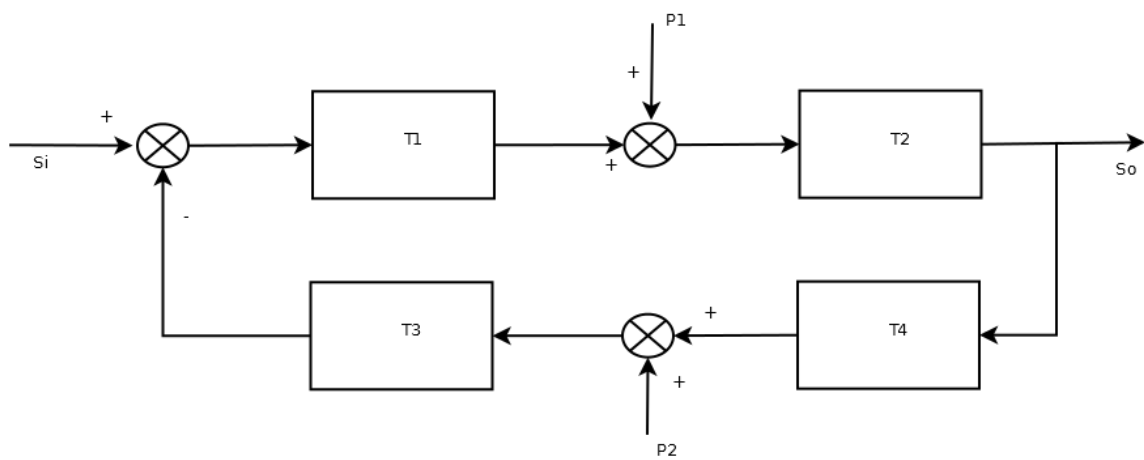 P1
+
+
T1
T2
+
Si
So
-
T3
+
T4
+
P2